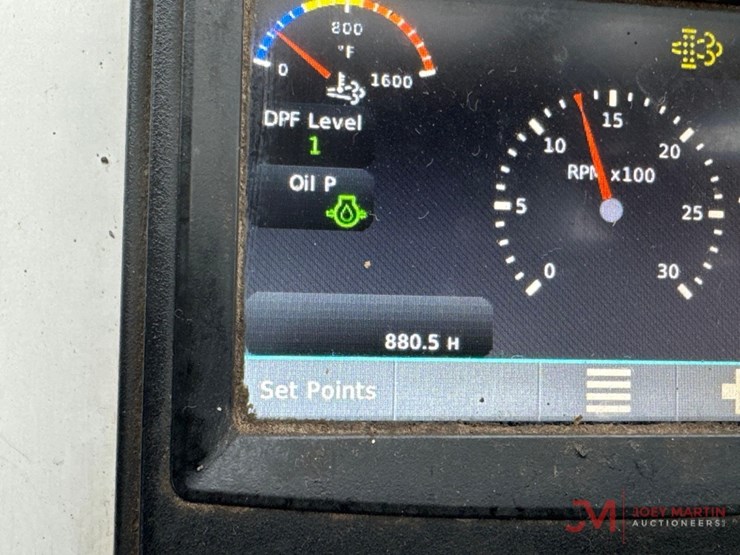 800
°F
0
1600
DPF Level
1
Oil P
15
10
20
RPM x100
5
25
0
30
880.5 H
Set Points
JM JOEY MARTIN
AUCTIONEERS